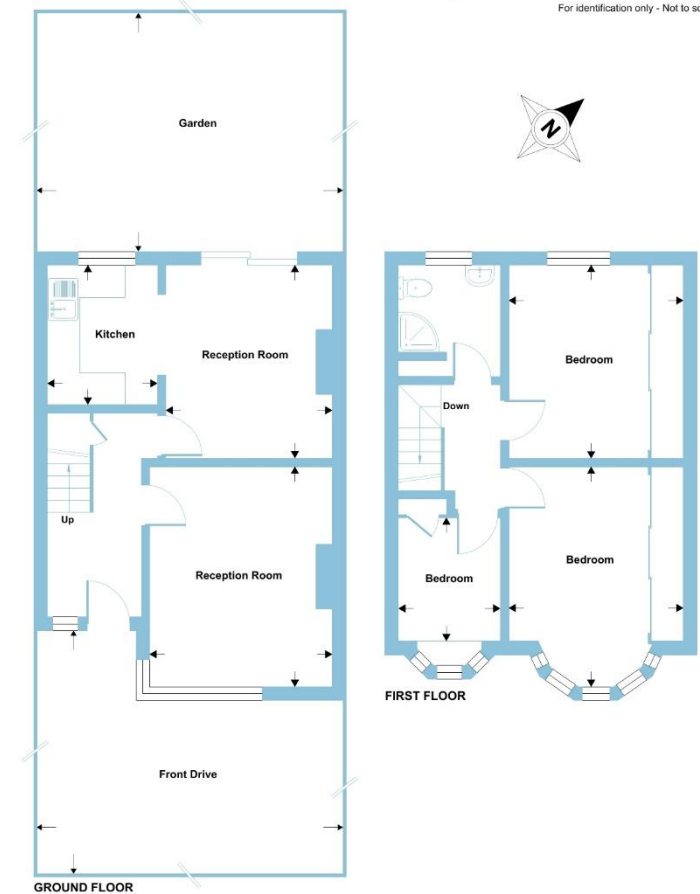 For identification only - Not to sc
Garden
N
Kitchen
Reception Room
Up
Reception Room
Front Drive
GROUND FLOOR
Bedroom
Down
Bedroom
Bedroom
FIRST FLOOR